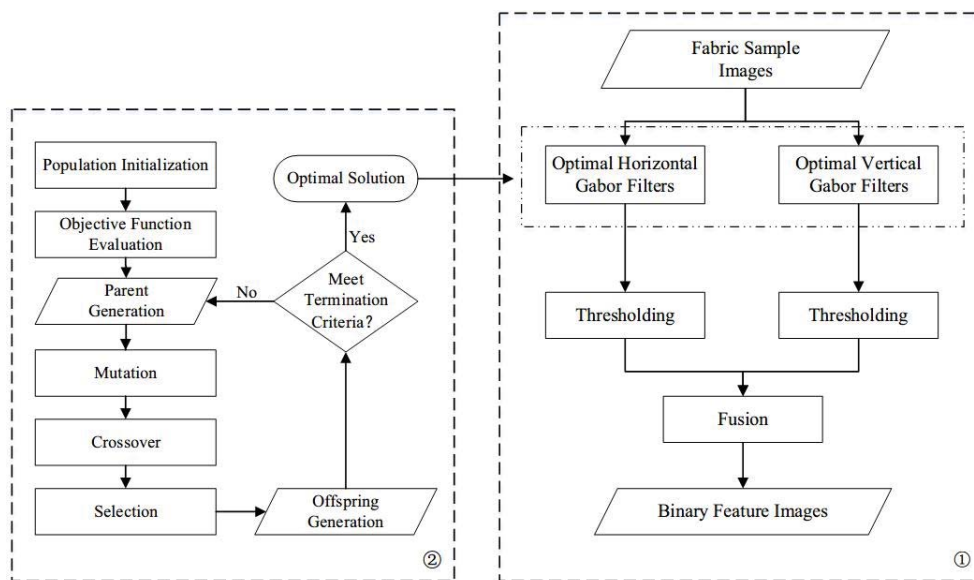 Population Initialization
Objective Function
Evaluation
Parent
Generation
Mutation
Crossover
Selection
Offspring
Generation
Meet
Termination
Criteria?
No
Yes
Optimal Solution
②
Fabric Sample
Images
Optimal Horizontal
Gabor Filters
Optimal Vertical
Gabor Filters
Thresholding
Thresholding
Fusion
Binary Feature Images
①